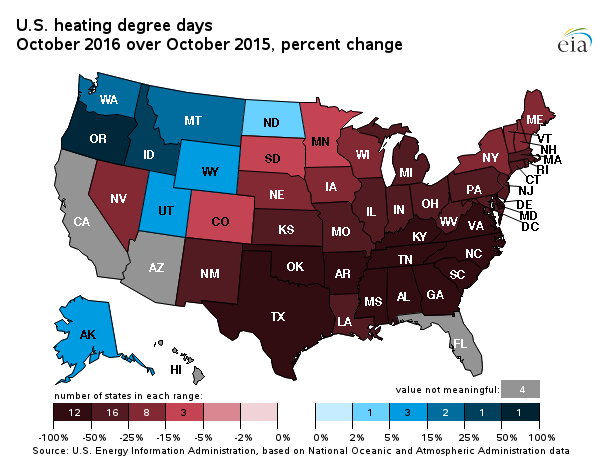 U.S. heating degree days
October 2016 over October 2015, percent change
eia
WA
MT
ND
MN
ME
OR
ID
SD
WI
NY
VT
NH
MA
RI
CT
WY
MI
NV
NE
IA
PA
NJ
UT
IL
IN
OH
DE
CA
CO
KS
MO
WV
VA
MD
DC
KY
AZ
NM
OK
AR
TN
NC
SC
TX
MS
AL
GA
LA
AK
HI
FL
number of states in each range:
value not meaningful: 4
12 16 8 3 1 3 2 1 1
-100% -50% -25% -15% -5% -2% 0% 0% 2% 5% 15% 25% 50% 100%
Source: U.S. Energy Information Administration, based on National Oceanic and Atmospheric Administration data